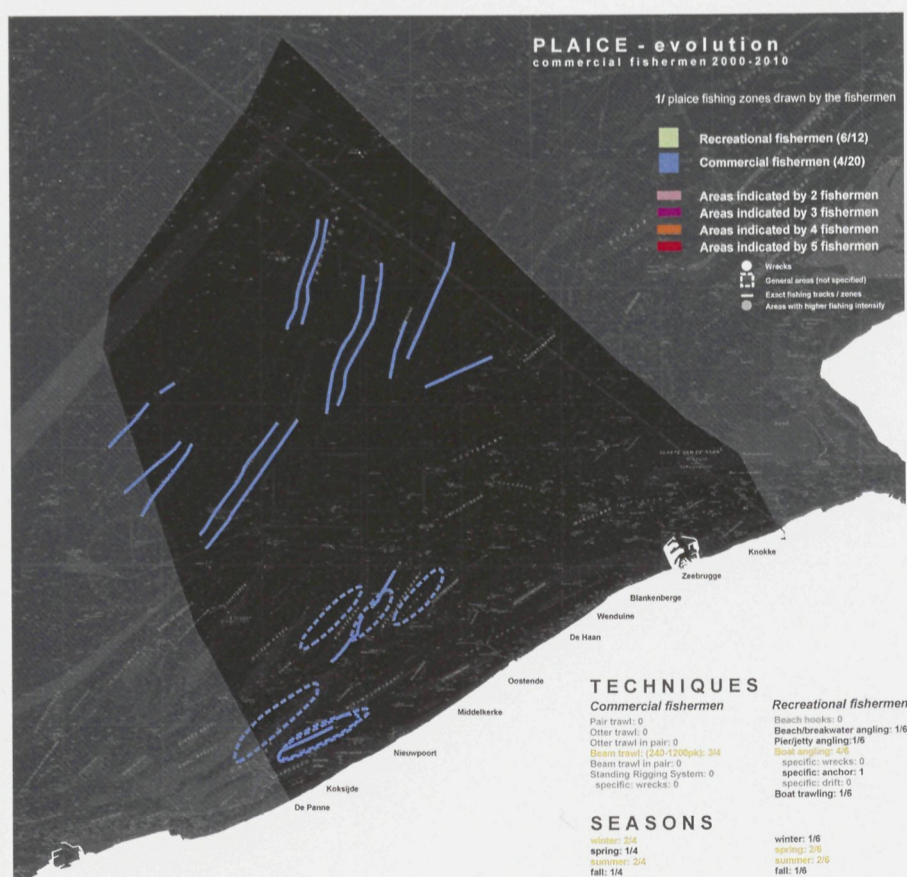 PLAICE - evolution
commercial fishermen 2000-2010
1/ plaice fishing zones drawn by the fishermen
Recreational fishermen (6/12)
Commercial fishermen (4/20)
Areas indicated by 2 fishermen
Areas indicated by 3 fishermen
Areas indicated by 4 fishermen
Areas indicated by 5 fishermen
Wrecks
General areas (not specified)
Exact fishing tracks / zones
Areas with higher fishing intensity
Knokke
Zeebrugge
Blankenberge
Wenduine
De Haan
Oostende
Middelkerke
Nieuwpoort
Koksijde
De Panne
TECHNIQUES
Commercial fishermen
Pair trawl: 0
Otter trawl: 0
Otter trawl in pair: 0
Beam trawl: (240-1200pk): 3/4
Beam trawl in pair: 0
Standing Rigging System: 0
specific: wrecks: 0
Recreational fishermen
Beach hooks: 0
Beach/breakwater angling: 1/6
Pier/jetty angling:1/6
Boat angling: 4/6
specific: wrecks: 0
specific: anchor: 1
specific: drift: 0
Boat trawling: 1/6
SEASONS
winter: 2/4
spring: 1/4
summer: 2/4
fall: 1/4
winter: 1/6
spring: 2/6
summer: 2/6
fall: 1/6